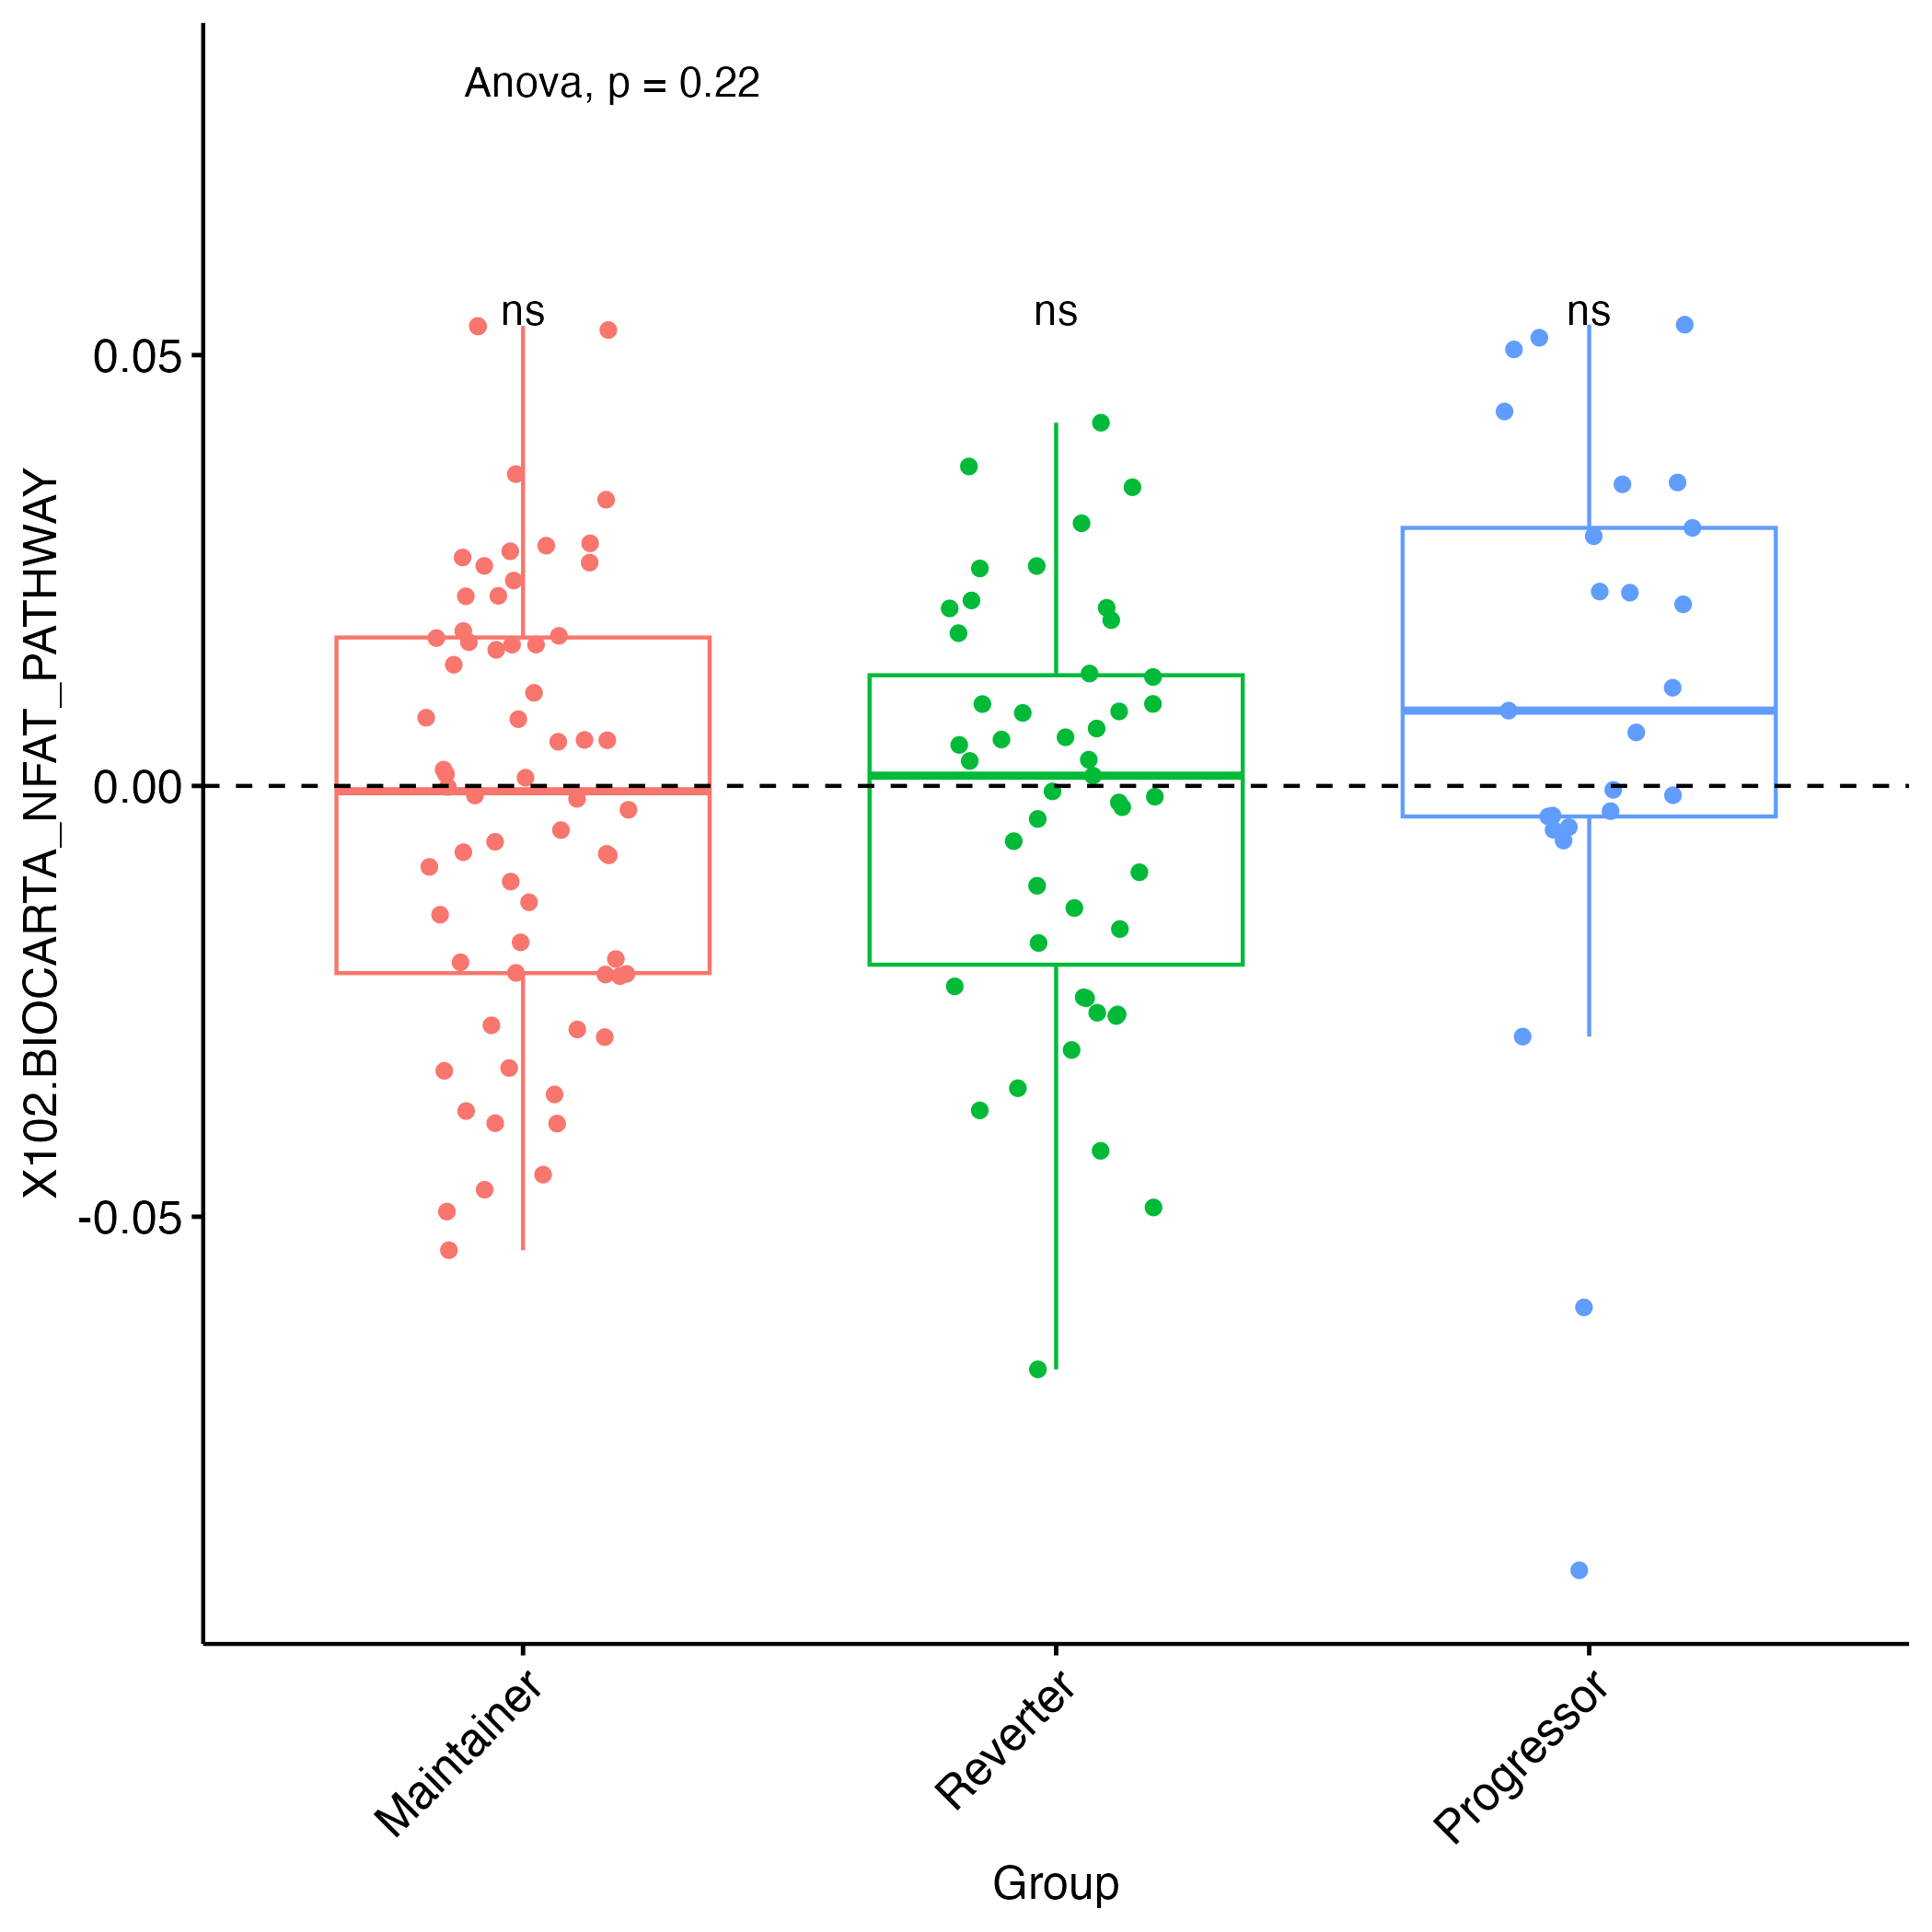 Anova, p = 0.22
ns
ns
ns
0.05
0.00
-0.05
X102.BIOCARTA_NFAT_PATHWAY
Maintainer
Reverter
Progressor
Group